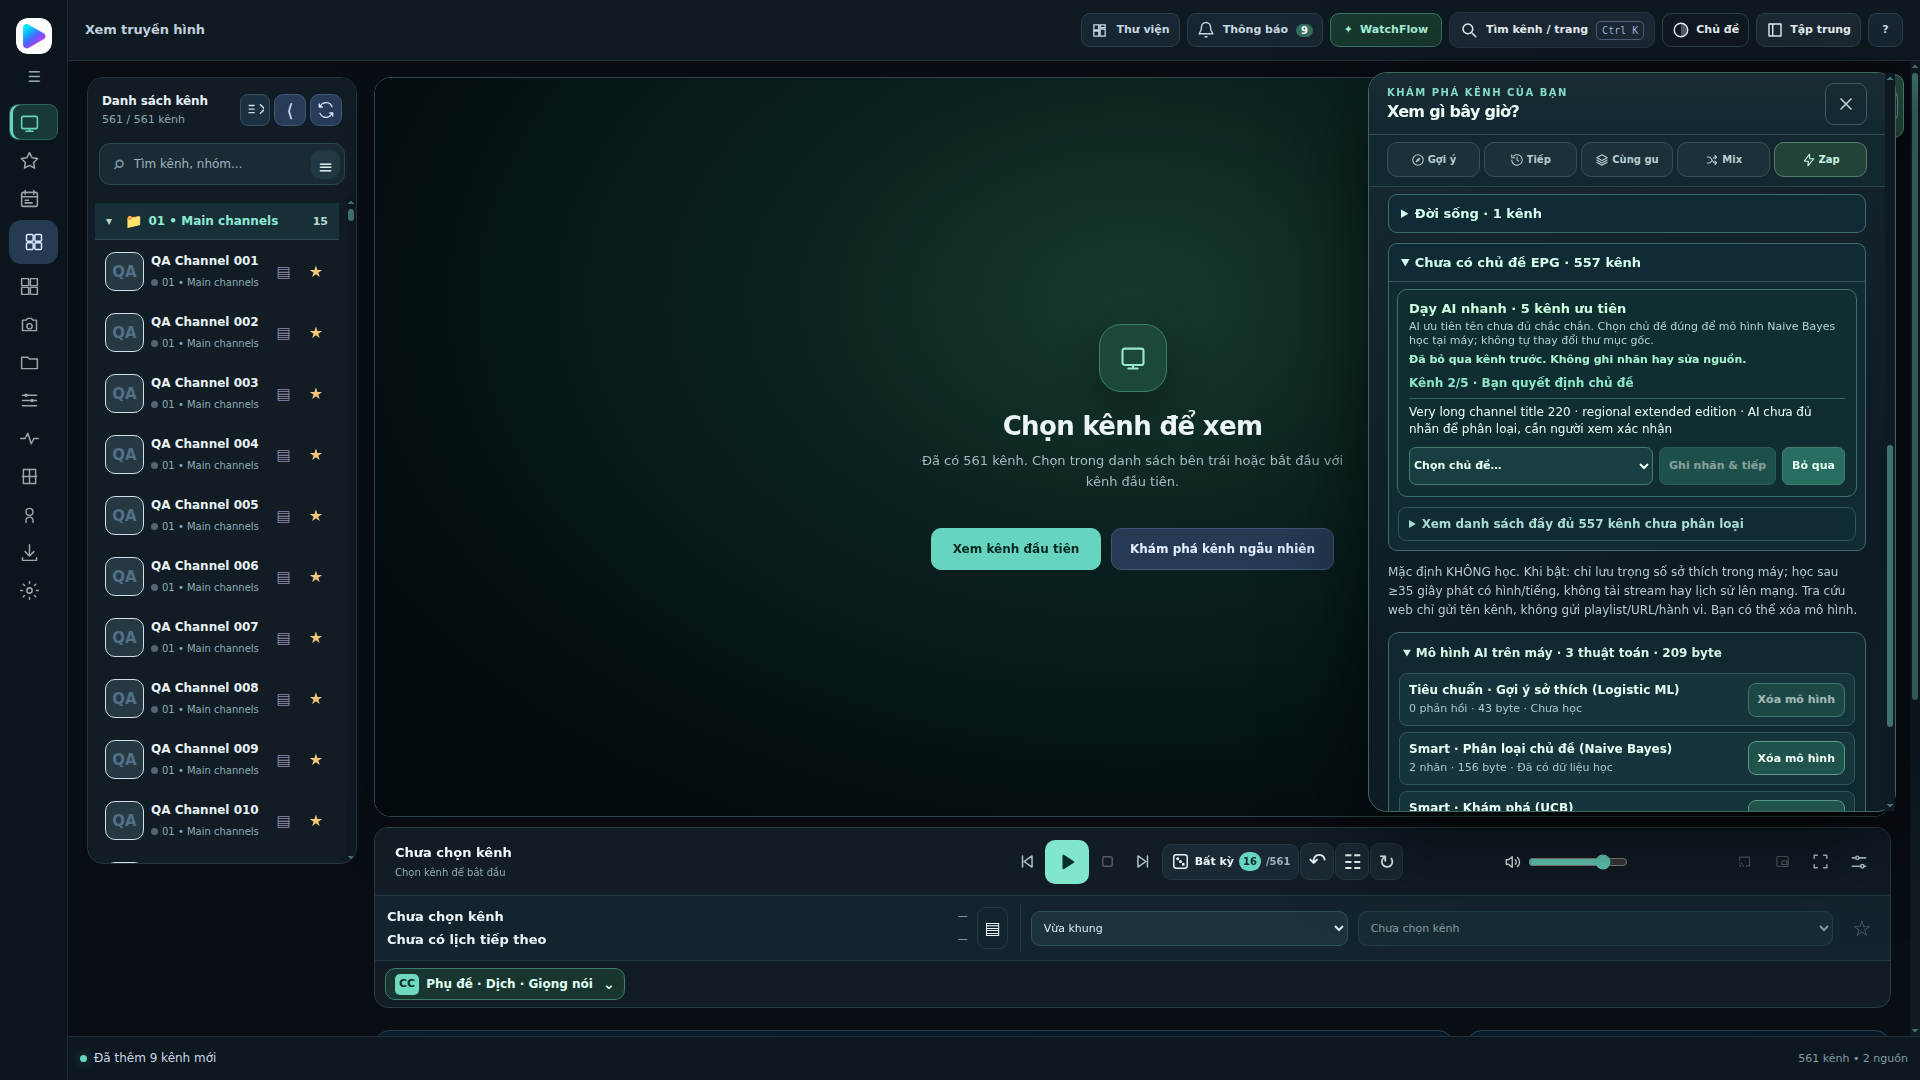 Xem truyền hình
Thư viện
Thông báo 9
WatchFlow
Tìm kênh / trang Ctrl K
Chủ đề
Tập trung
?
Danh sách kênh
561 / 561 kênh
Tìm kênh, nhóm...
01 • Main channels 15
QA QA Channel 001
01 • Main channels
QA QA Channel 002
01 • Main channels
QA QA Channel 003
01 • Main channels
QA QA Channel 004
01 • Main channels
QA QA Channel 005
01 • Main channels
QA QA Channel 006
01 • Main channels
QA QA Channel 007
01 • Main channels
QA QA Channel 008
01 • Main channels
QA QA Channel 009
01 • Main channels
QA QA Channel 010
01 • Main channels
Chọn kênh để xem
Đã có 561 kênh. Chọn trong danh sách bên trái hoặc bắt đầu với
kênh đầu tiên.
Xem kênh đầu tiên
Khám phá kênh ngẫu nhiên
KHÁM PHÁ KÊNH CỦA BẠN
Xem gì bây giờ?
Gợi ý
Tiếp
Cùng gu
Mix
Zap
Đời sống · 1 kênh
Chưa có chủ đề EPG · 557 kênh
Dạy AI nhanh · 5 kênh ưu tiên
AI ưu tiên tên chưa đủ chắc chắn. Chọn chủ đề đúng để mô hình Naive Bayes
học tại máy; không tự thay đổi thư mục gốc.
Đã bỏ qua kênh trước. Không ghi nhãn hay sửa nguồn.
Kênh 2/5 · Bạn quyết định chủ đề
Very long channel title 220 · regional extended edition · AI chưa đủ
nhãn để phân loại, cần người xem xác nhận
Chọn chủ đề...
Ghi nhãn & tiếp
Bỏ qua
Xem danh sách đầy đủ 557 kênh chưa phân loại
Mặc định KHÔNG học. Khi bật: chỉ lưu trọng số sở thích trong máy; học sau
≥35 giây phát có hình/tiếng, không tải stream hay lịch sử lên mạng. Tra cứu
web chỉ gửi tên kênh, không gửi playlist/URL/hành vi. Bạn có thể xóa mô hình.
Mô hình AI trên máy · 3 thuật toán · 209 byte
Tiêu chuẩn · Gợi ý sở thích (Logistic ML)
0 phản hồi · 43 byte · Chưa học
Xóa mô hình
Smart · Phân loại chủ đề (Naive Bayes)
2 nhãn · 156 byte · Đã có dữ liệu học
Xóa mô hình
Smart · Khám phá (UCB)
Chưa chọn kênh
Chọn kênh để bắt đầu
Bất kỳ 16 /561
Chưa chọn kênh —
Chưa có lịch tiếp theo —
Vừa khung
Chưa chọn kênh
CC Phụ đề · Dịch · Giọng nói
Đã thêm 9 kênh mới
561 kênh • 2 nguồn